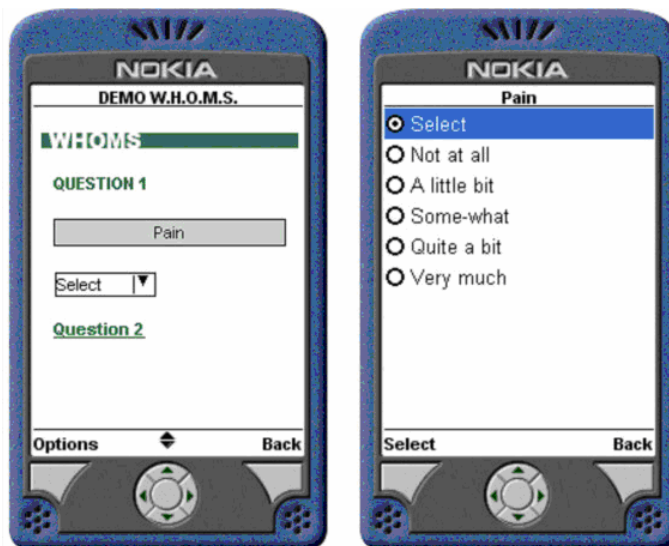 NOKIA
DEMO W.H.O.M.S.
WHOMS
QUESTION 1
Pain
Select
Question 2
Options Back
NOKIA
Pain
Select
Not at all
A little bit
Some-what
Quite a bit
Very much
Select Back